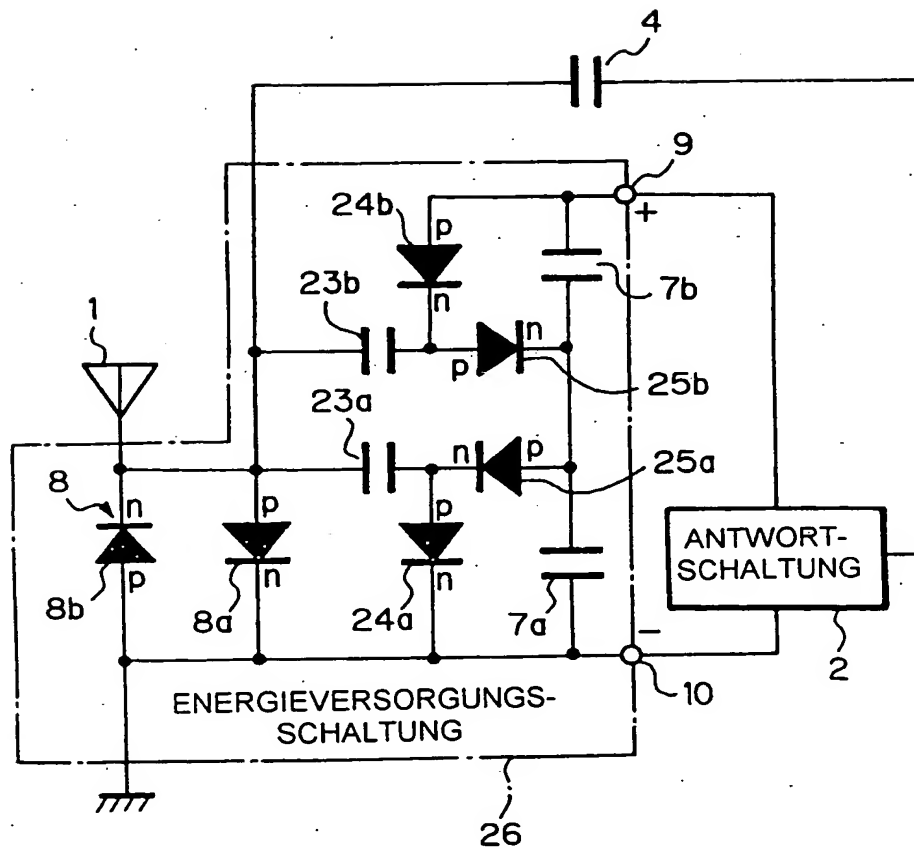 4
9
+
24b
p
n
7b
23b
n
p
25b
1
23a
n
p
25a
8
n
p
8b
p
n
8a
p
n
24a
7a
ANTWORT-
SCHALTUNG
2
−
10
ENERGIEVERSORGUNGS-
SCHALTUNG
26